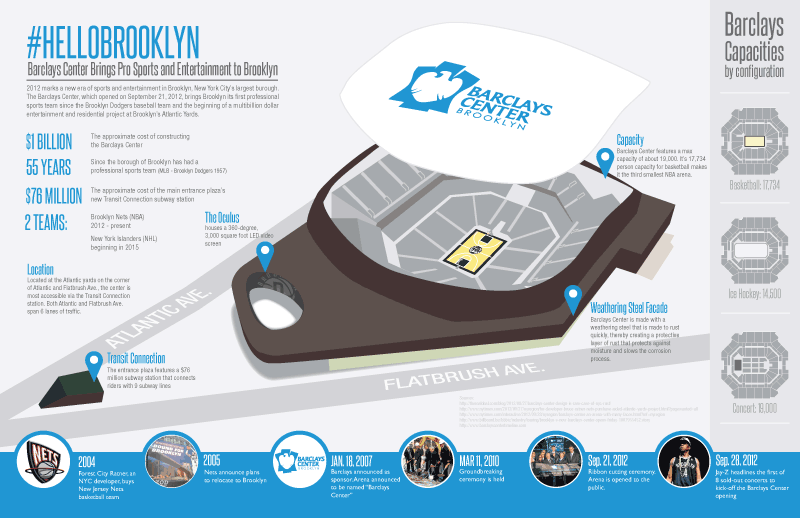 #HELLOBROOKLYN
Barclays Center Brings Pro Sports and Entertainment to Brooklyn
2012 marks a new era of sports and entertainment in Brooklyn, New York City's largest borough.
The Barclays Center, which opened on September 21, 2012, brings Brooklyn its first professional
sports team since the Brooklyn Dodgers baseball team and the beginning of a multibillion dollar
entertainment and residential project at Brooklyn's Atlantic Yards.
$1 BILLION
The approximate cost of constructing
the Barclays Center
55 YEARS
Since the borough of Brooklyn has had a
professional sports team (MLB - Brooklyn Dodgers 1957)
$76 MILLION
The approximate cost of the main entrance plaza's
new Transit Connection subway station
2 TEAMS:
Brooklyn Nets (NBA)
2012 - present
New York Islanders (NHL)
beginning in 2015
Location
Located at the Atlantic yards on the corner
of Atlantic and Flatbush Ave., the center is
most accessible via the Transit Connection
station. Both Atlantic and Flatbush Ave.
span 6 lanes of traffic.
The Oculus
houses a 360-degree,
3,000 square foot LED video
screen
BARCLAYS
CENTER
BROOKLYN
Capacity
Barclays Center features a max
capacity of about 19,000. It's 17,734
person capacity for basketball makes
it the third smallest NBA arena.
Weathering Steel Facade
Barclays Center is made with a
weathering steel that is made to rust
quickly, thereby creating a protective
layer of rust that protects against
moisture and slows the corrosion
process.
ATLANTIC AVE.
FLATBRUSH AVE.
Transit Connection
The entrance plaza features a $76
million subway station that connects
riders with 9 subway lines
Barclays
Capacities
by configuration
Basketball: 17,734
Ice Hockey: 14,500
Concert: 19,000
NETS
2004
Forest City Ratner, an
NYC developer, buys
New Jersey Nets
basketball team
2005
Nets announce plans
to relocate to Brooklyn
BARCLAYS
CENTER
BROOKLYN
JAN. 18, 2007
Barclays announced as
sponsor. Arena announced
to be named "Barclays
Center"
MAR 11, 2010
Groundbreaking
ceremony is held
Sep. 21, 2012
Ribbon cutting ceremony.
Arena is opened to the
public.
Sep. 28, 2012
Jay-Z headlines the first of
8 sold-out concerts to
kick-off the Barclays Center
opening